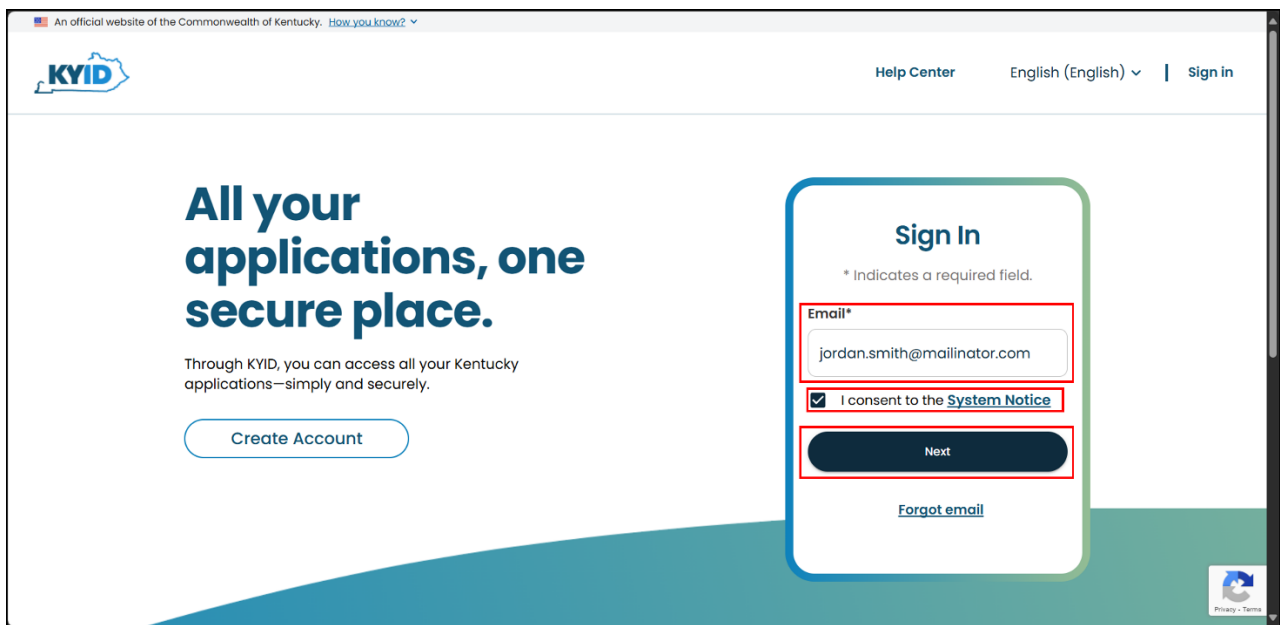 An official website of the Commonwealth of Kentucky. How you know?
KYID
Help Center
English (English)
Sign in
All your
applications, one
secure place.
Through KYID, you can access all your Kentucky
applications—simply and securely.
Create Account
Sign In
* Indicates a required field.
Email*
jordan.smith@mailinator.com
I consent to the System Notice
Next
Forgot email
Privacy - Terms